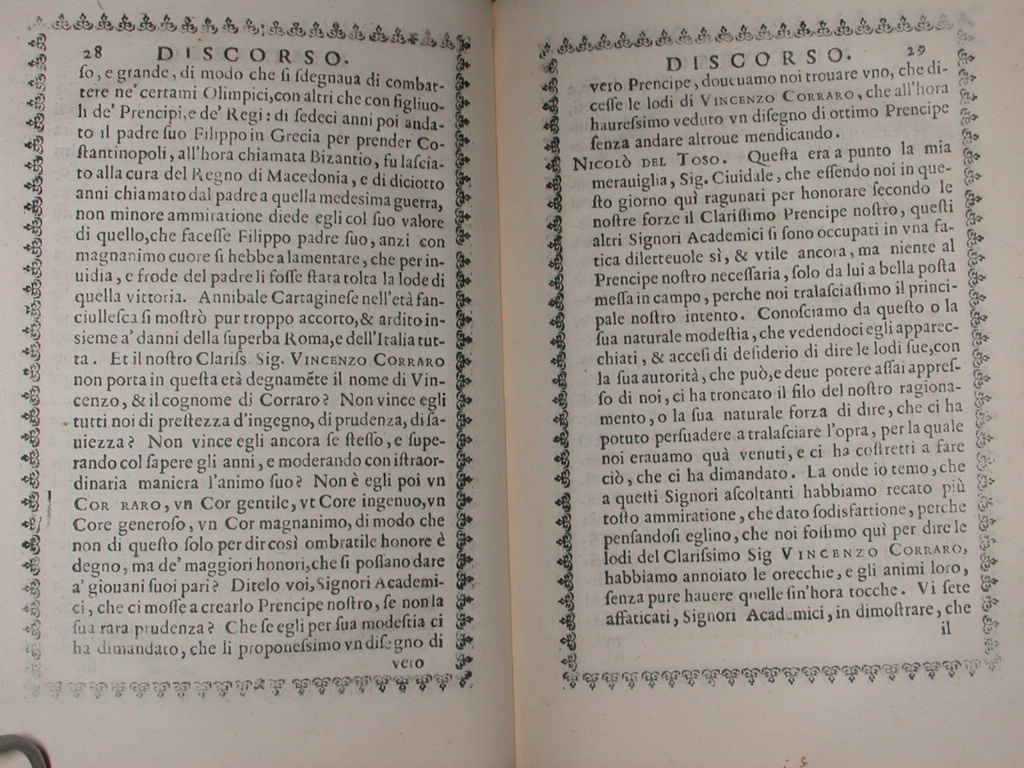 28 DISCORSO.
ſo, e grande, di modo che ſi ſdegnaua di combat-
tere ne' certami Olimpici, con altri che con figliuo-
li de' Prencipi, e de' Regi: di ſedeci anni poi anda-
to il padre ſuo Filippo in Grecia per prender Co-
ſtantinopoli, all'hora chiamata Bizantio, fu laſcia-
to alla cura del Regno di Macedonia, e di diciotto
anni chiamato dal padre a quella medesima guerra,
non minore ammiratione diede egli col ſuo valore
di quello, che faceſſe Filippo padre ſuo, anzi con
magnanimo cuore ſi hebbe a lamentare, che per in-
uidia, e frode del padre li foſſe ſtata tolta la lode di
quella vittoria. Annibale Cartagineſe nell'età fan-
ciulleſca ſi moſtrò pur troppo accorto, & ardito in-
sieme a' danni della ſuperba Roma, e dell'Italia tut-
ta. Et il noſtro Clariſs. Sig. VINCENZO CORRARO
non porta in queſta età degnamẽte il nome di Vin-
cenzo, & il cognome di Corraro? Non vince egli
tutti noi di preſtezza d'ingegno, di prudenza, di ſa-
uiezza? Non vince egli ancora ſe ſteſſo, e ſupe-
rando col ſapere gli anni, e moderando con iſtraor-
dinaria maniera l'animo ſuo? Non è egli poi vn
COR RARO, vn Cor gentile, vt Core ingenuo, vn
Core generoſo, vn Cor magnanimo, di modo che
non di queſto ſolo per dir così ombratile honore è
degno, ma de' maggiori honori, che ſi poſſano dare
a' giouani ſuoi pari? Ditelo voi, Signori Academi-
ci, che ci moſſe a crearlo Prencipe noſtro, ſe non la
ſua rara prudenza? Che ſe egli per ſua modeſtia ci
ha dimandato, che li proponeſſimo vn diſegno di
vero
DISCORSO. 29
vero Prencipe, doueuamo noi trouare vno, che di-
ceſſe le lodi di VINCENZO CORRARO, che all'hora
haureſſimo veduto vn diſegno di ottimo Prencipe
ſenza andare altroue mendicando.
NICOLÒ DEL TOSO. Queſta era a punto la mia
merauiglia, Sig. Ciuidale, che eſſendo noi in que-
ſto giorno quì ragunati per honorare ſecondo le
noſtre forze il Clariſſimo Prencipe noſtro, queſti
altri Signori Academici ſi ſono occupati in vna fa-
tica diletteuole sì, & vtile ancora, ma niente al
Prencipe noſtro neceſſaria, ſolo da lui a bella poſta
meſſa in campo, perche noi tralaſciaſſimo il princi-
pale noſtro intento. Conoſciamo da queſto o la
ſua naturale modeſtia, che vedendoci egli apparec-
chiati, & acceſi di deſiderio di dire le lodi ſue, con
la ſua autorità, che può, e deue potere aſſai appreſ-
ſo di noi, ci ha troncato il filo del noſtro ragiona-
mento, o la ſua naturale forza di dire, che ci ha
potuto perſuadere a tralaſciare l'opra, per la quale
noi erauamo quà venuti, e ci ha coſtretti a fare
ciò, che ci ha dimandato. La onde io temo, che
a queſti Signori aſcoltanti habbiamo recato più
toſto ammiratione, che dato ſodisfattione, perche
penſandoſi eglino, che noi foſſimo quì per dire le
lodi del Clariſſimo Sig VINCENZO CORRARO,
habbiamo annoiato le orecchie, e gli animi loro,
ſenza pure hauere quelle ſin'hora tocche. Vi ſete
affaticati, Signori Academici, in dimoſtrare, che
il